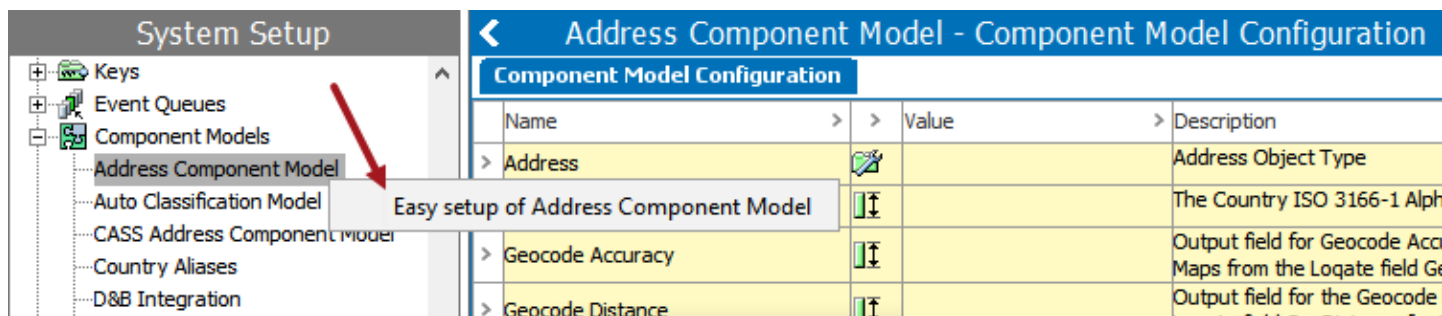 System Setup
Address Component Model - Component Model Configuration
Keys
Event Queues
Component Models
Address Component Model
Auto Classification Model
CASS Address Component Model
Country Aliases
D&B Integration
Easy setup of Address Component Model
Component Model Configuration
Name > > Value > Description
> Address Address Object Type
The Country ISO 3166-1 Alph
> Geocode Accuracy Output field for Geocode Accu
Maps from the Loqate field Ge
> Geocode Distance Output field for the Geocode